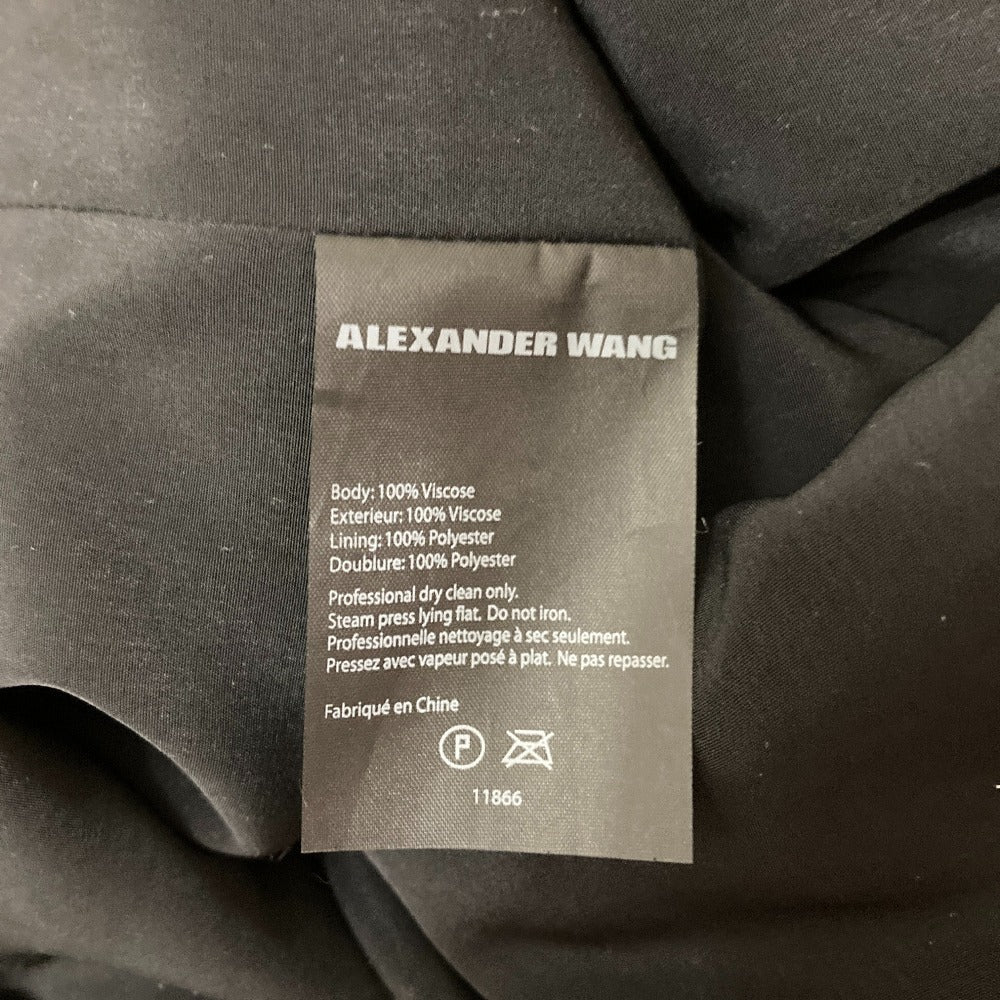 ALEXANDER WANG
Body: 100% Viscose
Exterieur: 100% Viscose
Lining: 100% Polyester
Doublure: 100% Polyester
Professional dry clean only.
Steam press lying flat. Do not iron.
Professionnelle nettoyage à sec seulement.
Pressez avec vapeur posé à plat. Ne pas repasser.
Fabriqué en Chine
P
11866